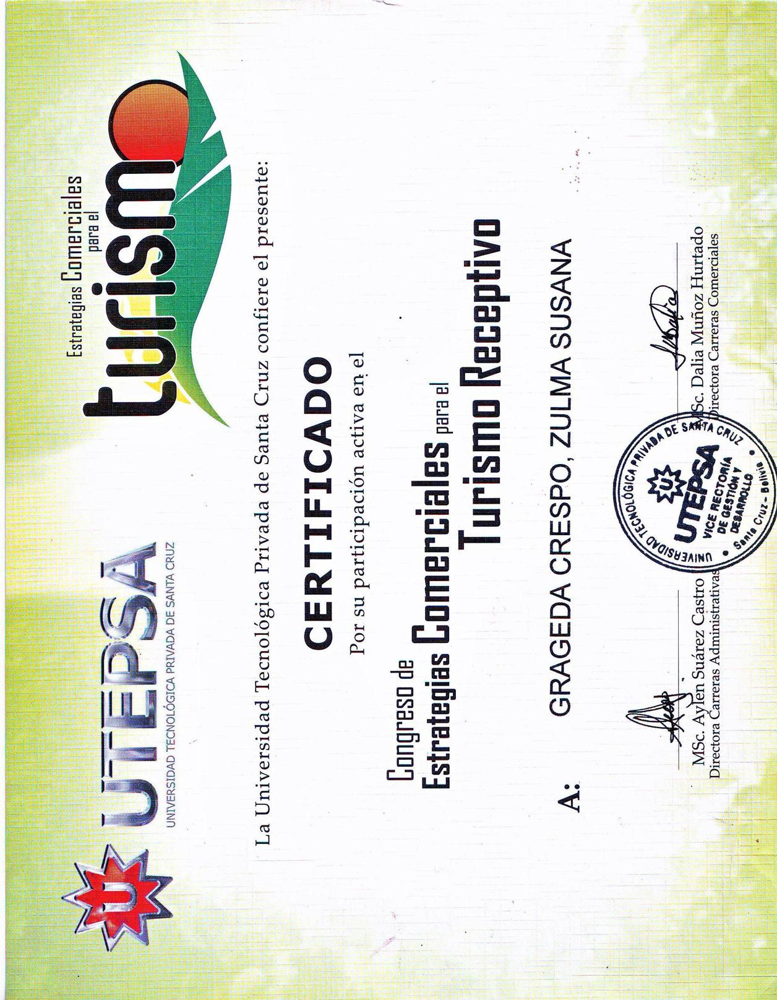 U
UTEPSA
UNIVERSIDAD TECNOLÓGICA PRIVADA DE SANTA CRUZ
Estrategias Comerciales
para el
turismo
La Universidad Tecnológica Privada de Santa Cruz confiere el presente:
CERTIFICADO
Por su participación activa en el
Congreso de
Estrategias Comerciales para el
Turismo Receptivo
A: GRAGEDA CRESPO, ZULMA SUSANA
MSc. Aylen Suárez Castro
Directora Carreras Administrativas
UNIVERSIDAD TECNOLÓGICA PRIVADA DE SANTA CRUZ
U
UTEPSA
VICE RECTORÍA
DE GESTIÓN Y
DESARROLLO
Santa Cruz - Bolivia
MSc. Dalia Muñoz Hurtado
Directora Carreras Comerciales